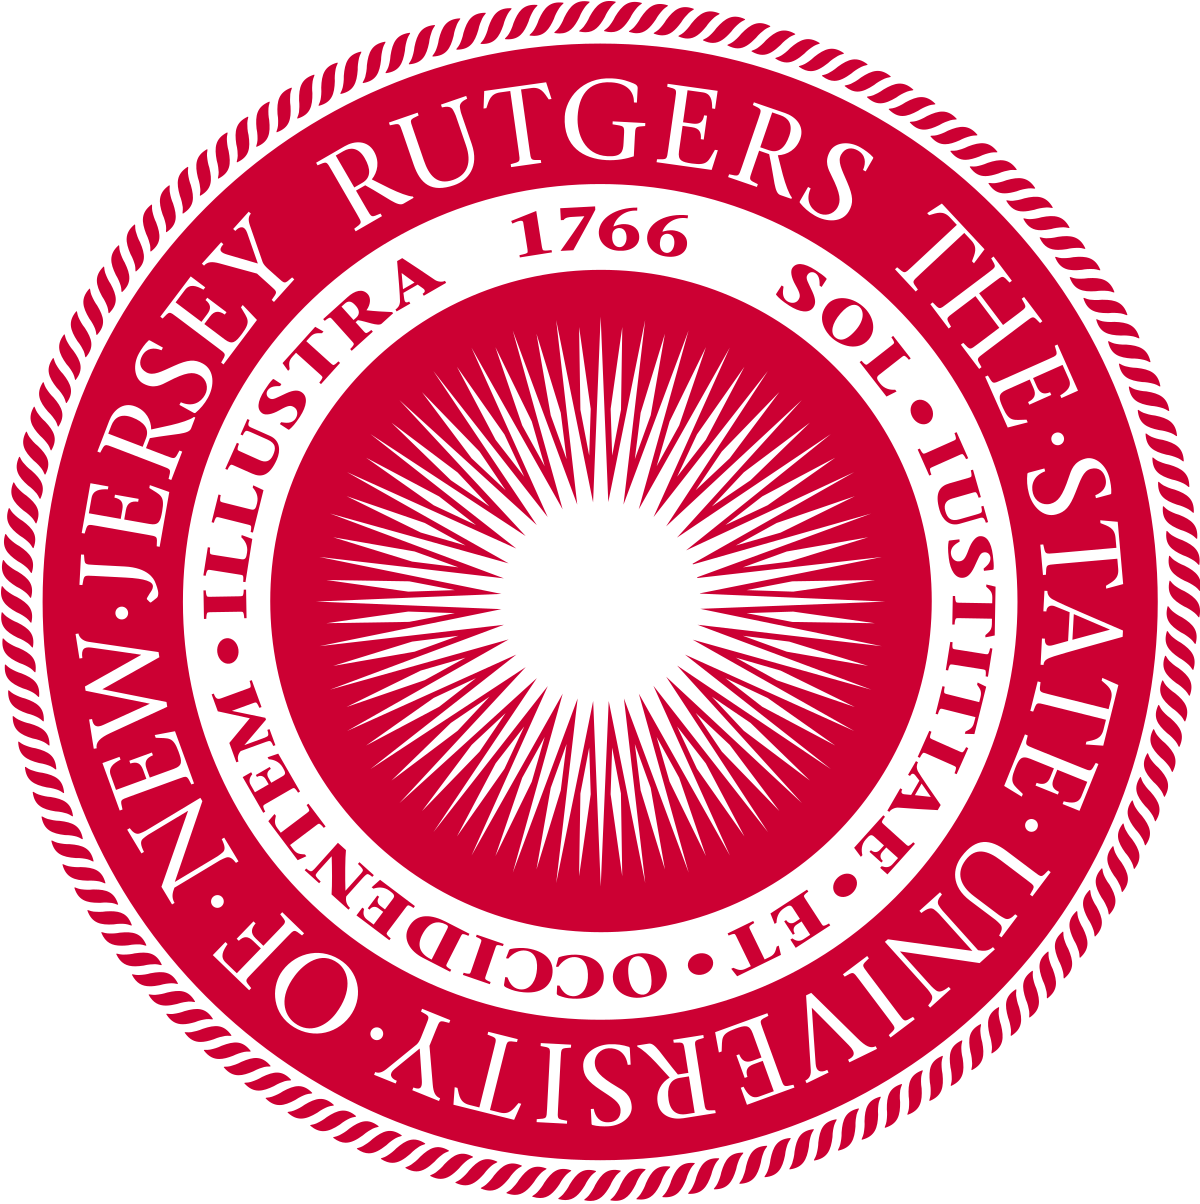 RUTGERS THE·STATE·UNIVERSITY·OF·NEW·JERSEY
1766
SOL•IUSTITIAE•ET•OCCIDENTEM•ILLUSTRA